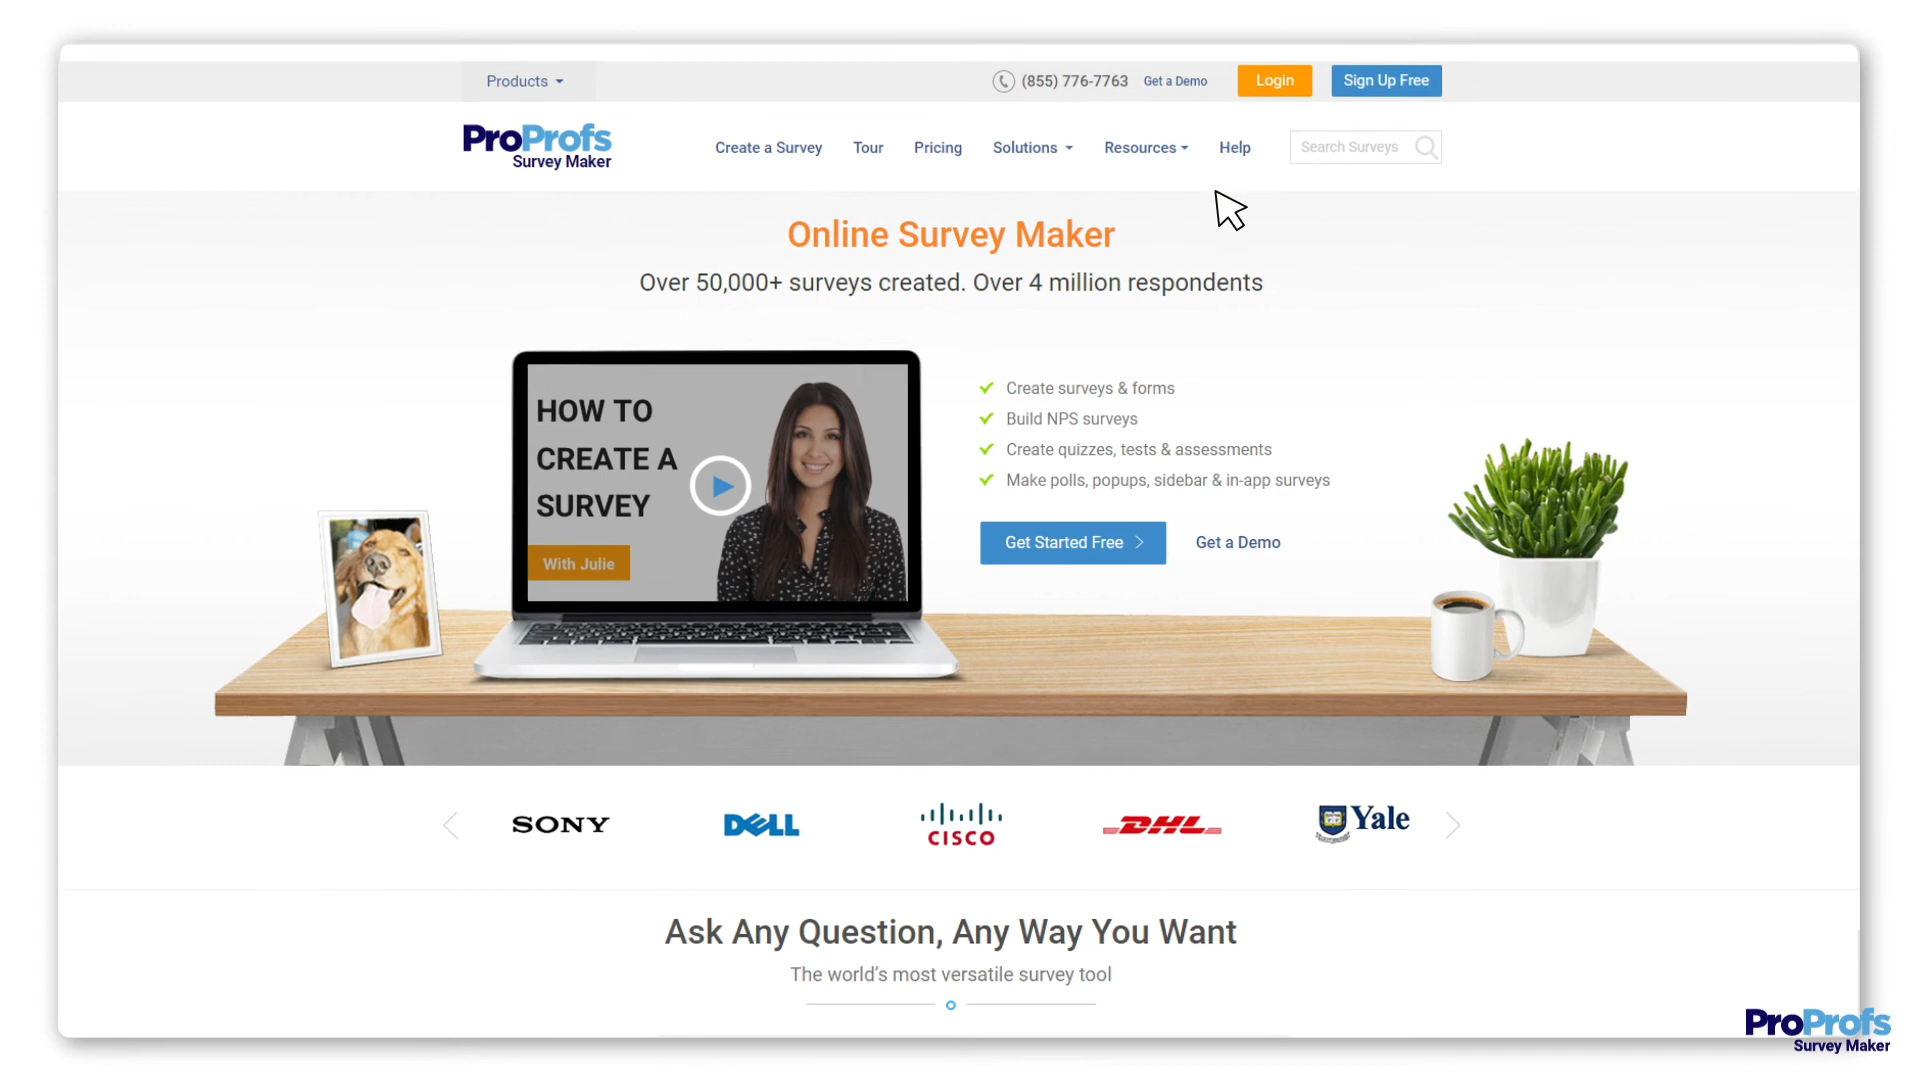 Products
(855) 776-7763 Get a Demo Login Sign Up Free
ProProfs
Survey Maker
Create a Survey Tour Pricing Solutions Resources Help Search Surveys
Online Survey Maker
Over 50,000+ surveys created. Over 4 million respondents
HOW TO
CREATE A
SURVEY
With Julie
Create surveys & forms
Build NPS surveys
Create quizzes, tests & assessments
Make polls, popups, sidebar & in-app surveys
Get Started Free Get a Demo
SONY DELL CISCO DHL Yale
Ask Any Question, Any Way You Want
The world's most versatile survey tool
ProProfs
Survey Maker